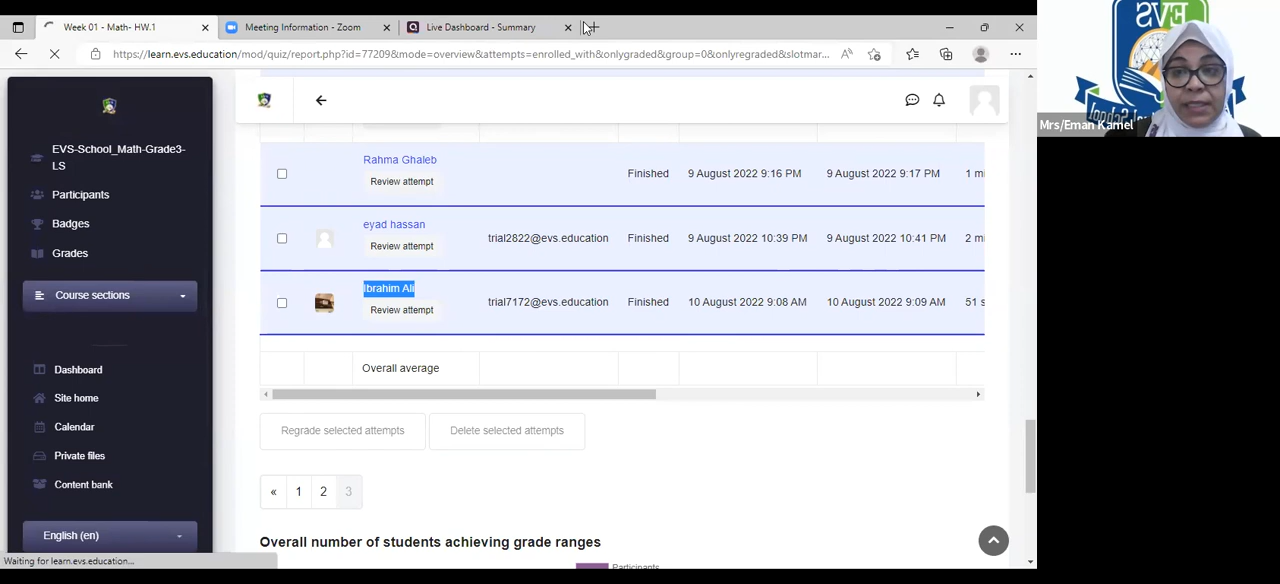 Week 01 - Math- HW.1
Meeting Information - Zoom
Live Dashboard - Summary
https://learn.evs.education/mod/quiz/report.php?id=77209&mode=overview&attempts=enrolled_with&onlygraded&group=0&onlyregraded&slotmar...
EVS-School_Math-Grade3-
LS
Participants
Badges
Grades
Course sections
Dashboard
Site home
Calendar
Private files
Content bank
English (en)
Waiting for learn.evs.education...
Rahma Ghaleb
Review attempt
Finished
9 August 2022 9:16 PM
9 August 2022 9:17 PM
1 mi
eyad hassan
Review attempt
trial2822@evs.education
Finished
9 August 2022 10:39 PM
9 August 2022 10:41 PM
2 mi
Ibrahim Ali
Review attempt
trial7172@evs.education
Finished
10 August 2022 9:08 AM
10 August 2022 9:09 AM
51 s
Overall average
Regrade selected attempts
Delete selected attempts
« 1 2 3
Overall number of students achieving grade ranges
Participants
EVS
Mrs/Eman Kamel